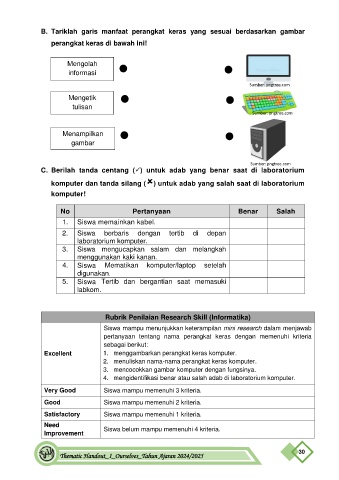 B. Tariklah garis manfaat perangkat keras yang sesuai berdasarkan gambar
perangkat keras di bawah ini!
Mengolah
informasi
Sumber: pngtree.com
Mengetik
tulisan
Sumber: pngtree.com
Menampilkan
gambar
Sumber: pngtree.com
C. Berilah tanda centang (✓) untuk adab yang benar saat di laboratorium
komputer dan tanda silang (✕) untuk adab yang salah saat di laboratorium
komputer!
No Pertanyaan Benar Salah
1. Siswa memainkan kabel.
2. Siswa berbaris dengan tertib di depan
laboratorium komputer.
3. Siswa mengucapkan salam dan melangkah
menggunakan kaki kanan.
4. Siswa Mematikan komputer/laptop setelah
digunakan.
5. Siswa Tertib dan bergantian saat memasuki
labkom.
Rubrik Penilaian Research Skill (Informatika)
Excellent
Siswa mampu menunjukkan keterampilan mini research dalam menjawab
pertanyaan tentang nama perangkat keras dengan memenuhi kriteria
sebagai berikut:
1. menggambarkan perangkat keras komputer.
2. menuliskan nama-nama perangkat keras komputer.
3. mencocokkan gambar komputer dengan fungsinya.
4. mengidentifikasi benar atau salah adab di laboratorium komputer.
Very Good Siswa mampu memenuhi 3 kriteria.
Good Siswa mampu memenuhi 2 kriteria.
Satisfactory Siswa mampu memenuhi 1 kriteria.
Need
Improvement
Siswa belum mampu memenuhi 4 kriteria.
Thematic Handout_1_Ourselves_Tahun Ajaran 2024/2025
30